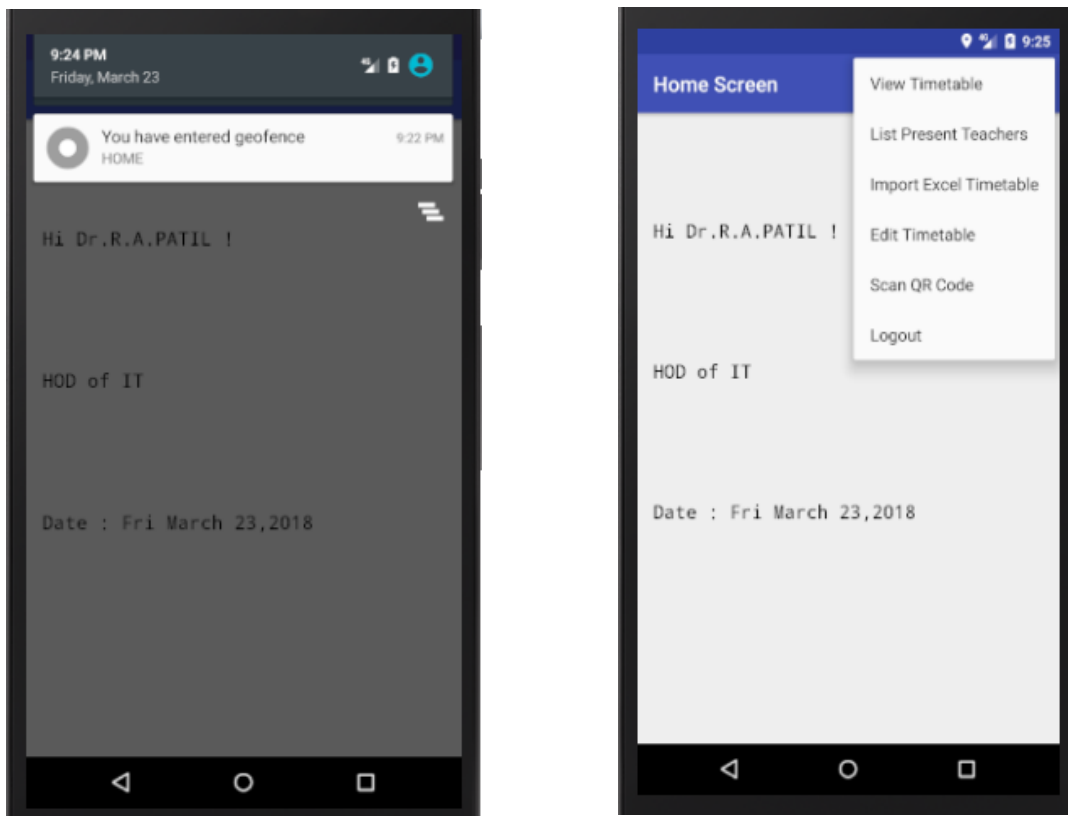 9:24 PM
Friday, March 23
You have entered geofence
9:22 PM
HOME
Hi Dr.R.A.PATIL !
HOD of IT
Date : Fri March 23,2018
9:25
Home Screen
View Timetable
List Present Teachers
Import Excel Timetable
Edit Timetable
Scan QR Code
Logout
Hi Dr.R.A.PATIL !
HOD of IT
Date : Fri March 23,2018